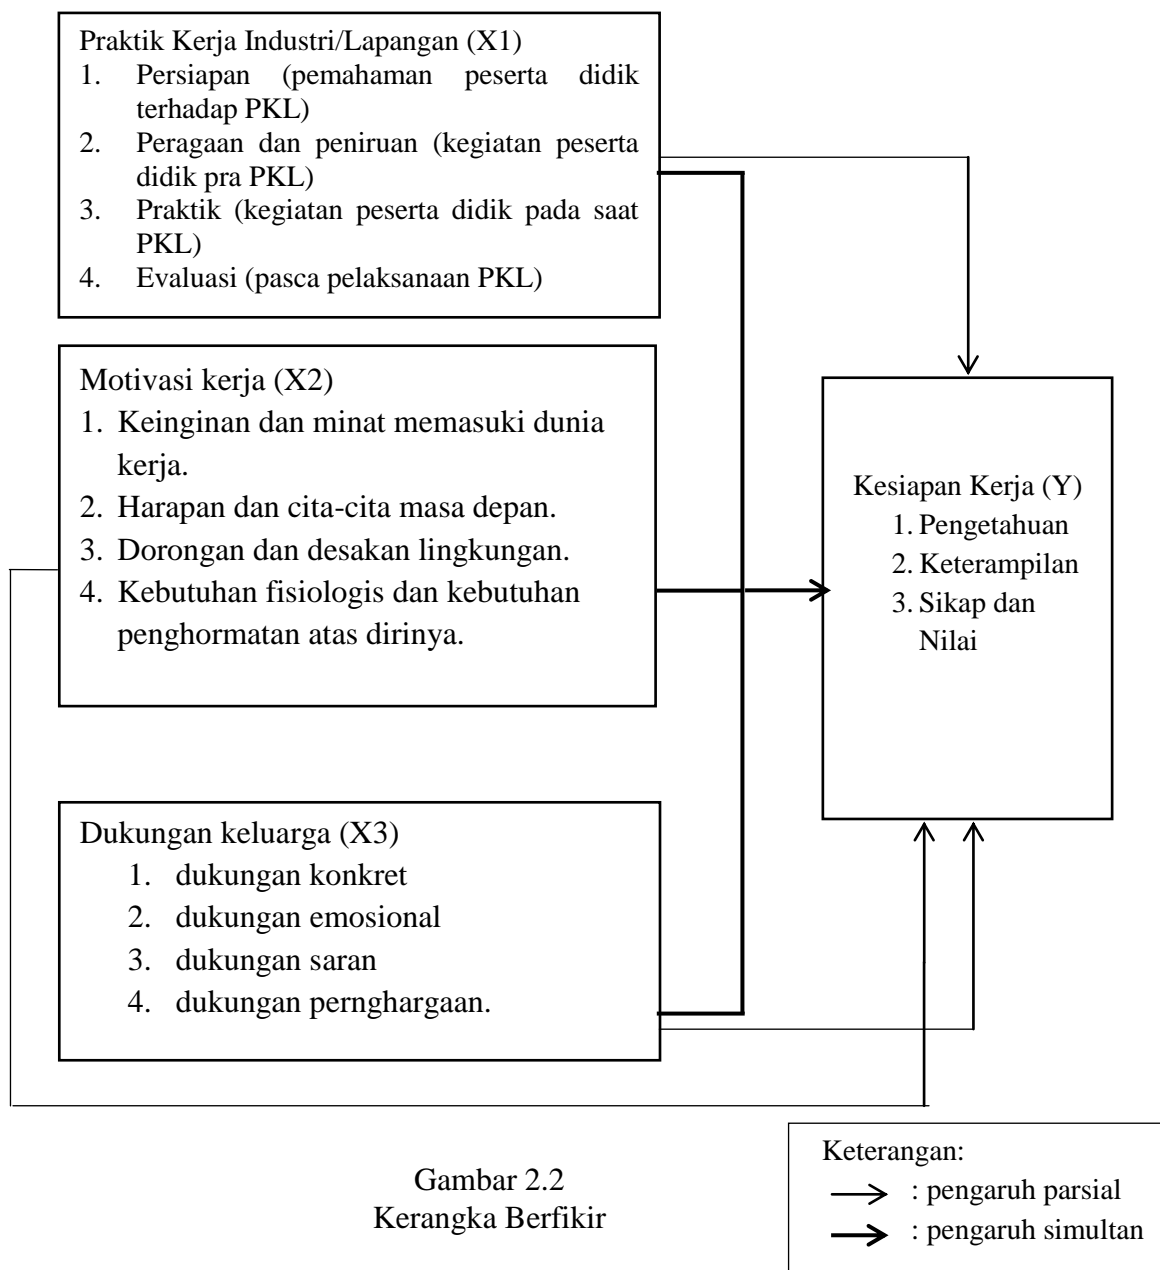 Praktik Kerja Industri/Lapangan (X1)
1. Persiapan (pemahaman peserta didik
terhadap PKL)
2. Peragaan dan peniruan (kegiatan peserta
didik pra PKL)
3. Praktik (kegiatan peserta didik pada saat
PKL)
4. Evaluasi (pasca pelaksanaan PKL)
Motivasi kerja (X2)
1. Keinginan dan minat memasuki dunia
kerja.
2. Harapan dan cita-cita masa depan.
3. Dorongan dan desakan lingkungan.
4. Kebutuhan fisiologis dan kebutuhan
penghormatan atas dirinya.
Kesiapan Kerja (Y)
1. Pengetahuan
2. Keterampilan
3. Sikap dan
Nilai
Dukungan keluarga (X3)
1. dukungan konkret
2. dukungan emosional
3. dukungan saran
4. dukungan pernghargaan.
Gambar 2.2
Kerangka Berfikir
Keterangan:
: pengaruh parsial
: pengaruh simultan